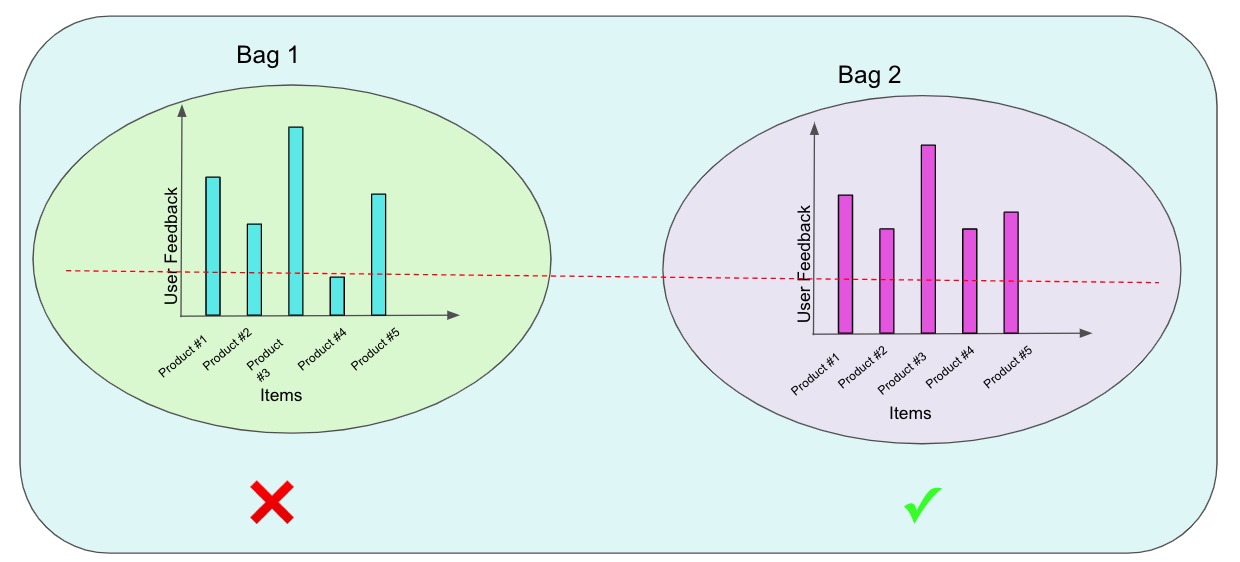 Bag 1
User Feedback
Product #1
Product #2
Product
#3
Product #4
Product #5
Items
Bag 2
User Feedback
Product #1
Product #2
Product #3
Product #4
Product #5
Items